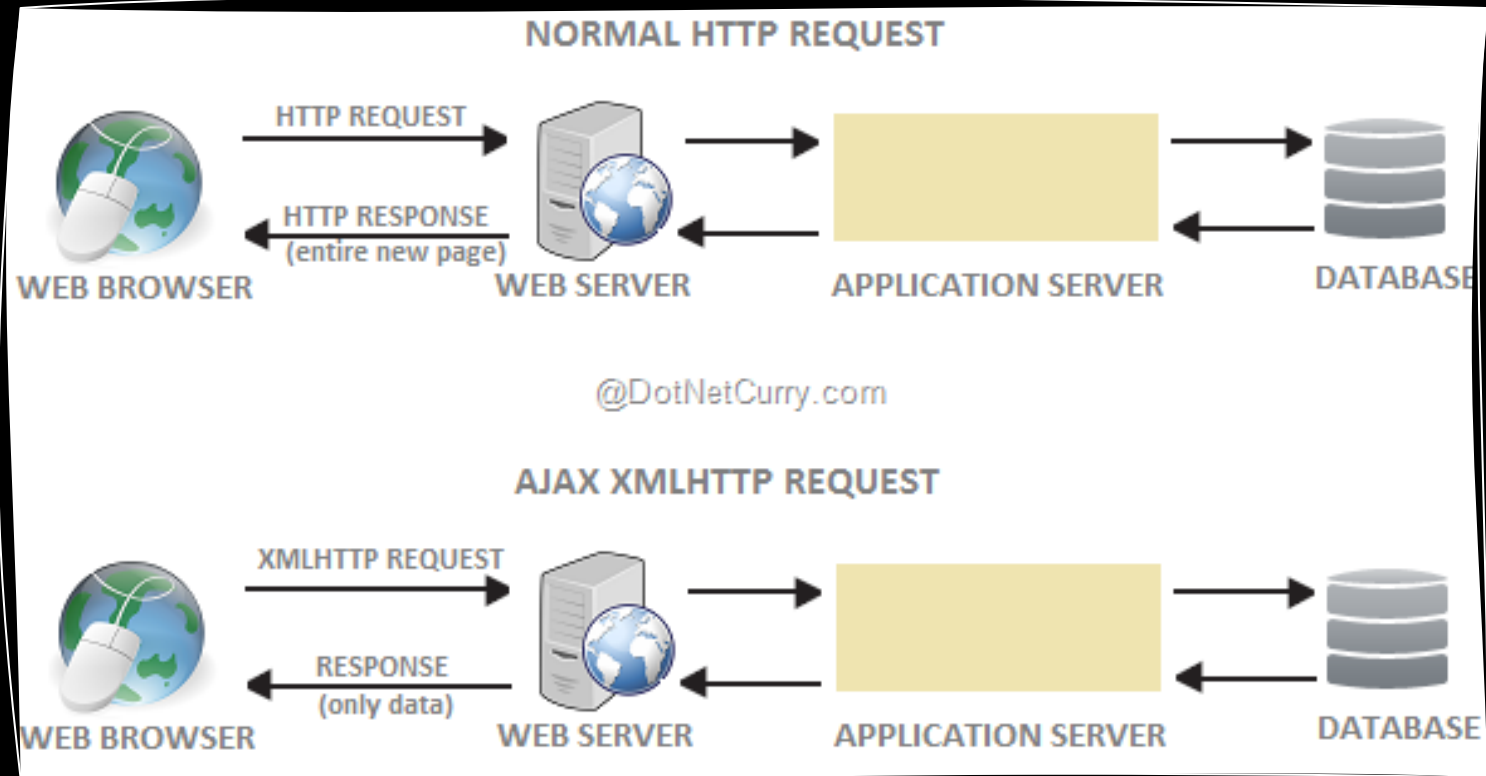 NORMAL HTTP REQUEST
HTTP REQUEST
HTTP RESPONSE
(entire new page)
WEB BROWSER
WEB SERVER
APPLICATION SERVER
DATABASE
@DotNetCurry.com
AJAX XMLHTTP REQUEST
XMLHTTP REQUEST
RESPONSE
(only data)
WEB BROWSER
WEB SERVER
APPLICATION SERVER
DATABASE